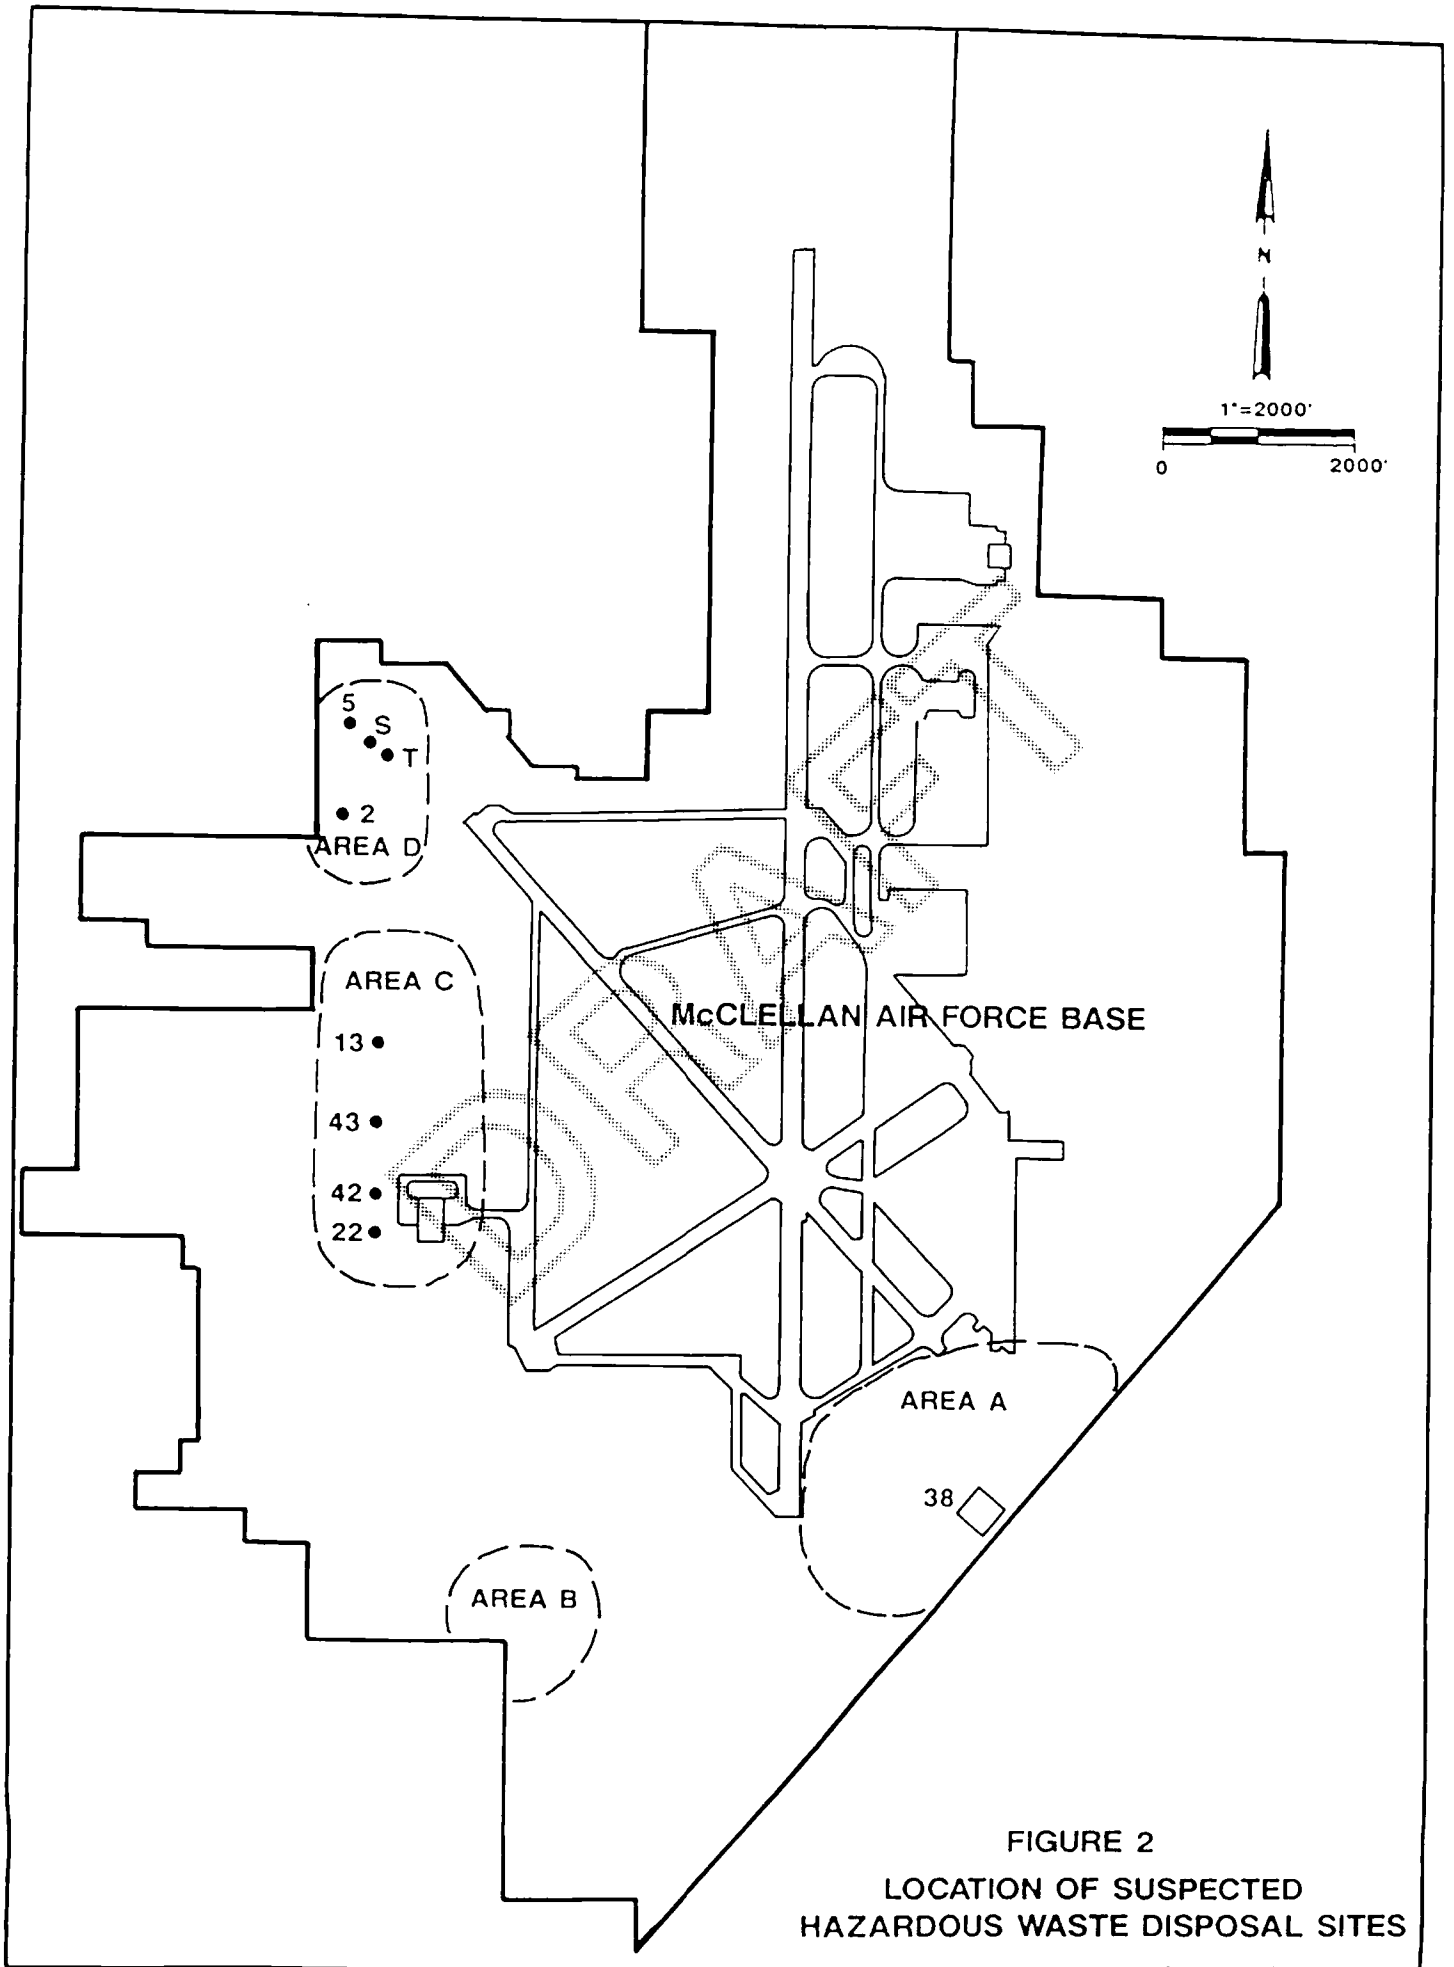 N
1"=2000'
0 2000'
5
S
T
2
AREA D
AREA C
McCLELLAN AIR FORCE BASE
13
43
42
22
AREA A
38
AREA B
DRAFT
FIGURE 2
LOCATION OF SUSPECTED
HAZARDOUS WASTE DISPOSAL SITES